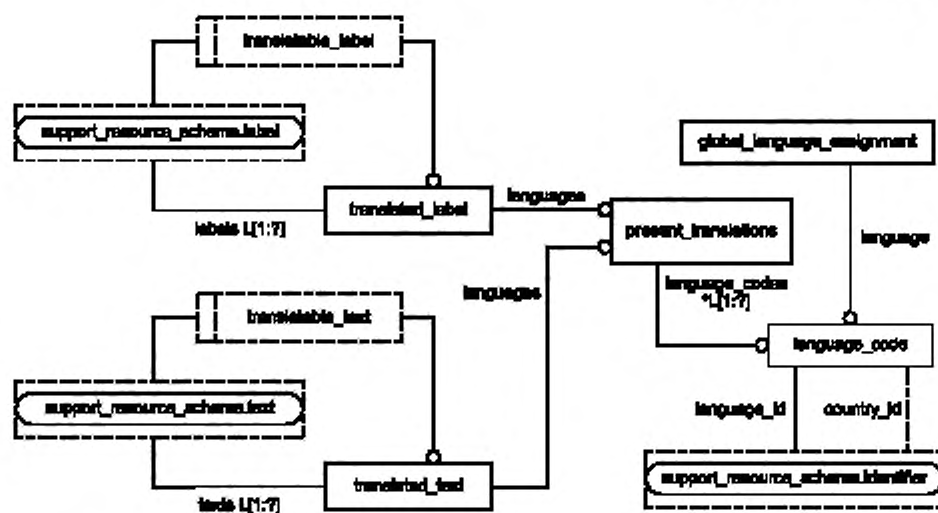 translatable_label
support_resource_schema.label
global_language_assignment
translated_label
languages
labels L[1:?]
present_translations
language
languages
language_codes
*L[1:?]
translatable_text
language_code
support_resource_schema.text
language_id
country_id
translated_text
support_resource_schema.identifier
texts L[1:?]